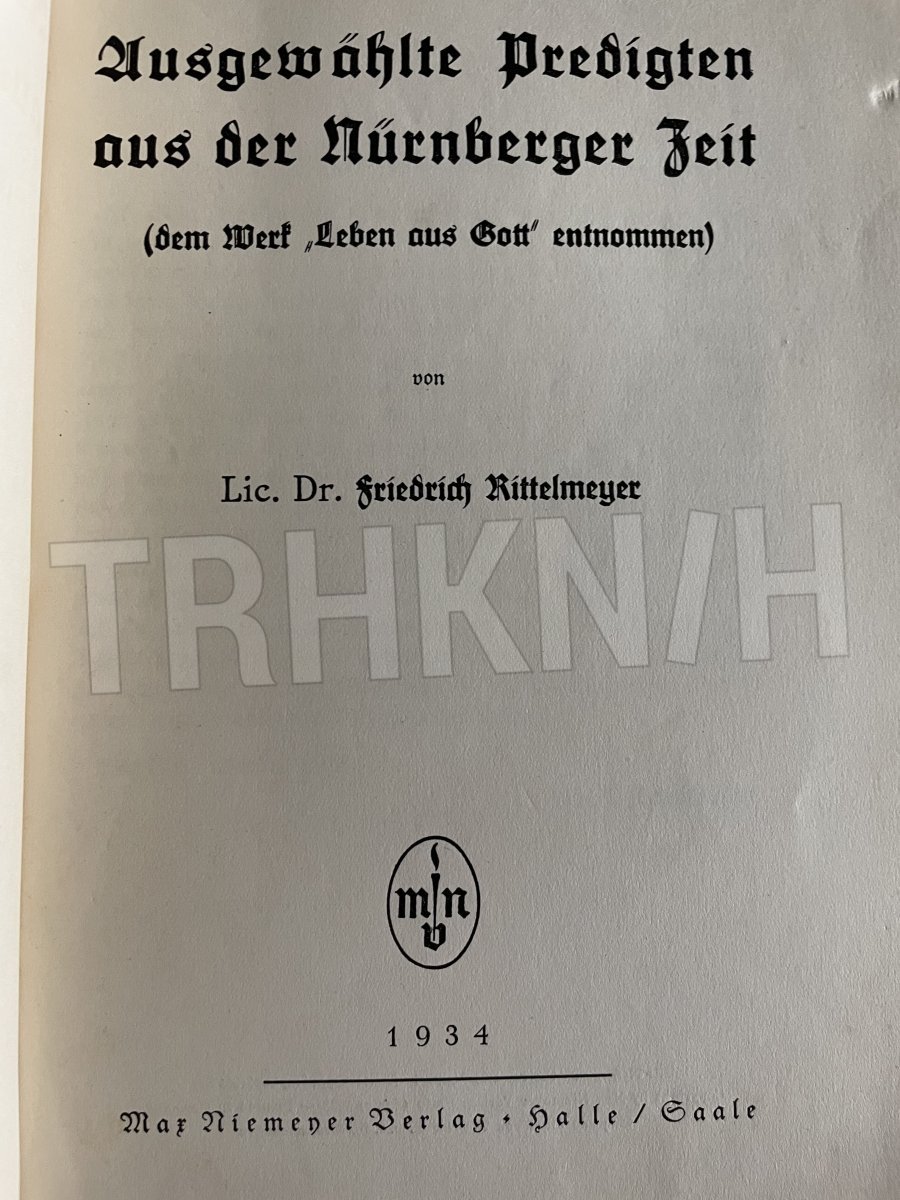 Ausgewählte Predigten
aus der Nürnberger Zeit
(dem Werk „Leben aus Gott“ entnommen)
von
Lic. Dr. Friedrich Rittelmeyer
TRHKN/H
m n
v
1934
Max Niemeyer Verlag • Halle / Saale